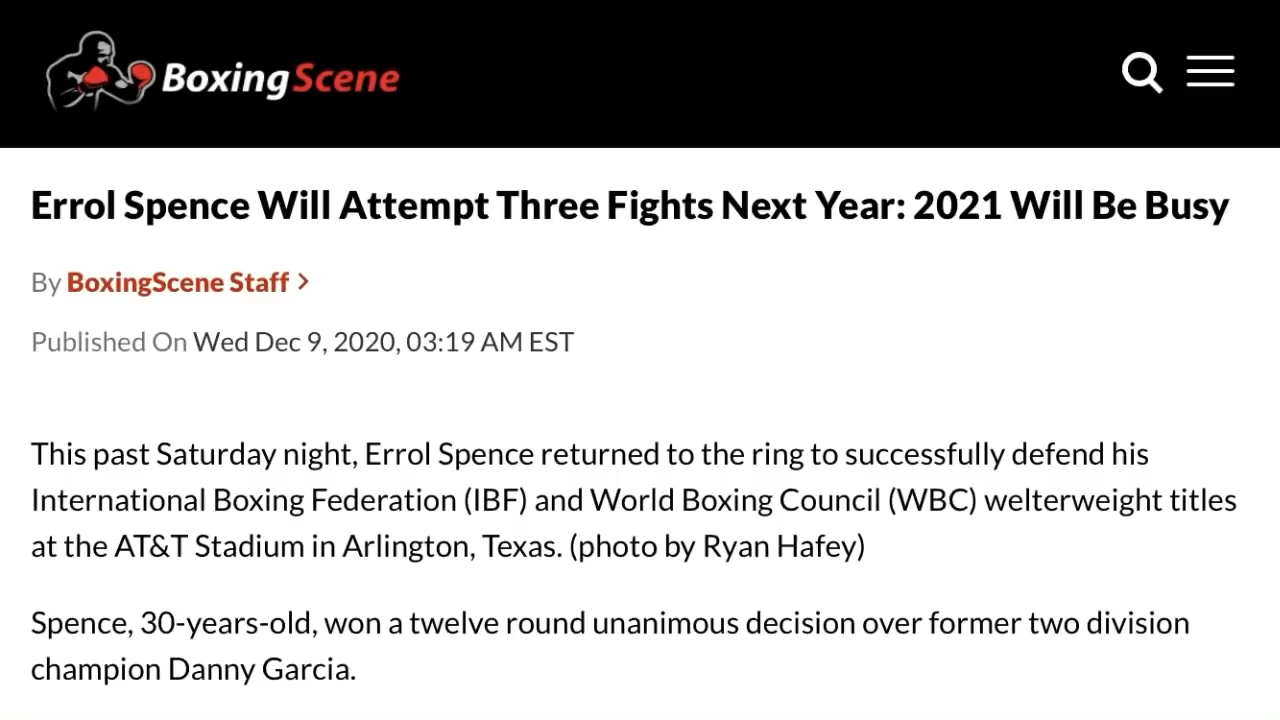 BoxingScene
Errol Spence Will Attempt Three Fights Next Year: 2021 Will Be Busy
By BoxingScene Staff >
Published On Wed Dec 9, 2020, 03:19 AM EST
This past Saturday night, Errol Spence returned to the ring to successfully defend his
International Boxing Federation (IBF) and World Boxing Council (WBC) welterweight titles
at the AT&T Stadium in Arlington, Texas. (photo by Ryan Hafey)
Spence, 30-years-old, won a twelve round unanimous decision over former two division
champion Danny Garcia.